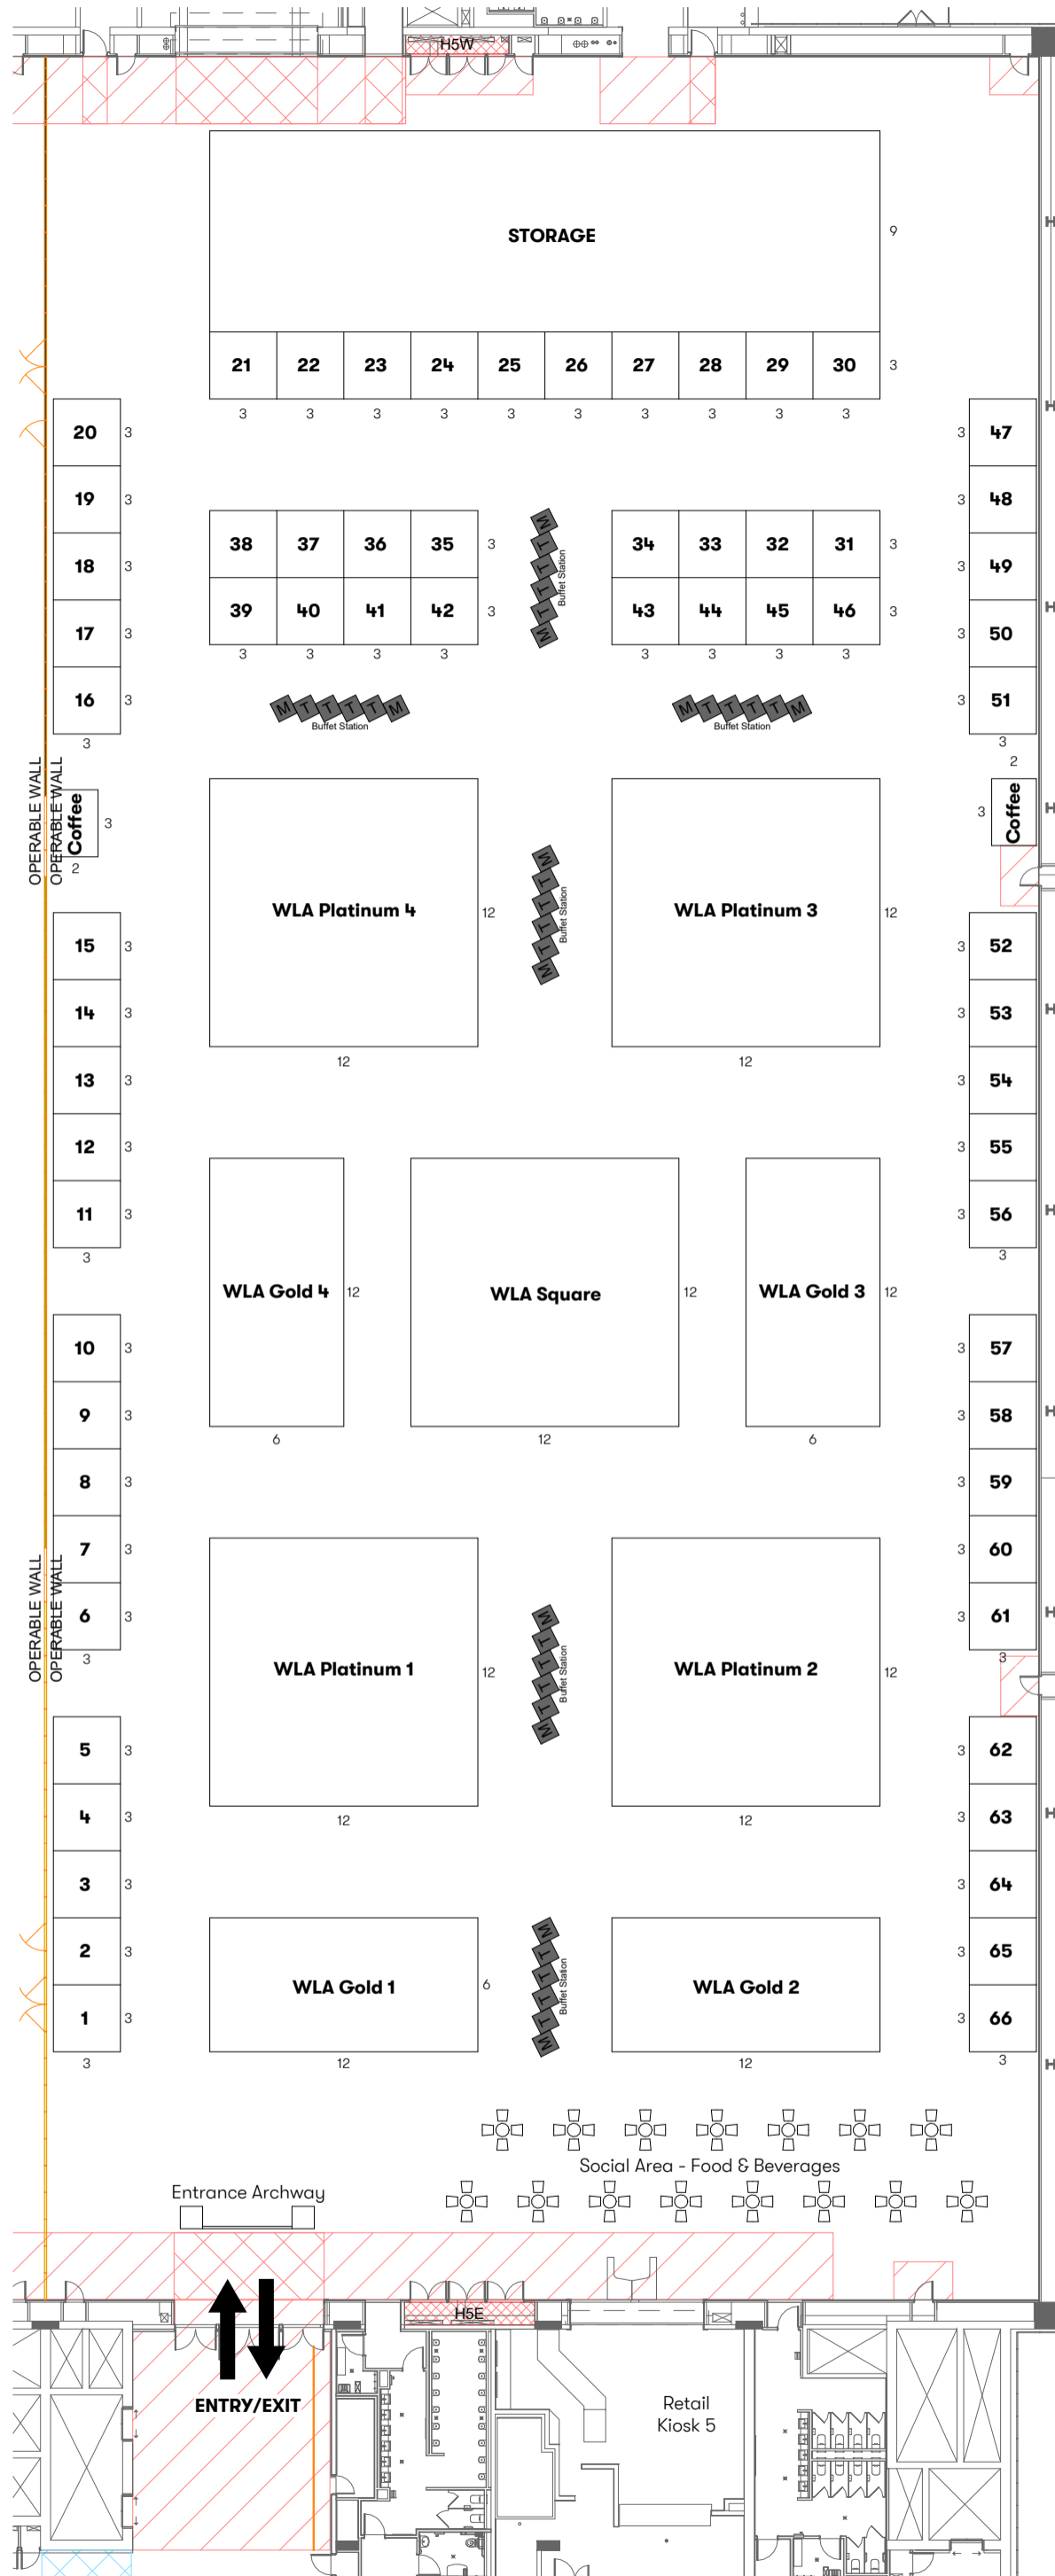 H5W
STORAGE
9
21 22 23 24 25 26 27 28 29 30 3
3 3 3 3 3 3 3 3 3 3
20 3
3 47
19 3
3 48
18 3
3 49
17 3
3 50
16 3
3 51
3
3
38 37 36 35 3
34 33 32 31 3
39 40 41 42 3
43 44 45 46 3
3 3 3 3
3 3 3 3
M T T T T M
Buffet Station
M T T T T M
Buffet Station
M T T T T M
Buffet Station
OPERABLE WALL
OPERABLE WALL
Coffee
3
2
2
3
Coffee
WLA Platinum 4
12
12
M T T T T M
Buffet Station
WLA Platinum 3
12
12
15 3
3 52
14 3
3 53
13 3
3 54
12 3
3 55
11 3
3 56
3
3
WLA Gold 4
12
6
WLA Square
12
12
WLA Gold 3
12
6
10 3
3 57
9 3
3 58
8 3
3 59
7 3
3 60
6 3
3 61
3
3
OPERABLE WALL
OPERABLE WALL
WLA Platinum 1
12
12
M T T T T M
Buffet Station
WLA Platinum 2
12
12
5 3
3 62
4 3
3 63
3 3
3 64
2 3
3 65
1 3
3 66
3
3
WLA Gold 1
6
12
M T T T T M
Buffet Station
WLA Gold 2
12
Social Area - Food & Beverages
Entrance Archway
H5E
ENTRY/EXIT
Retail
Kiosk 5